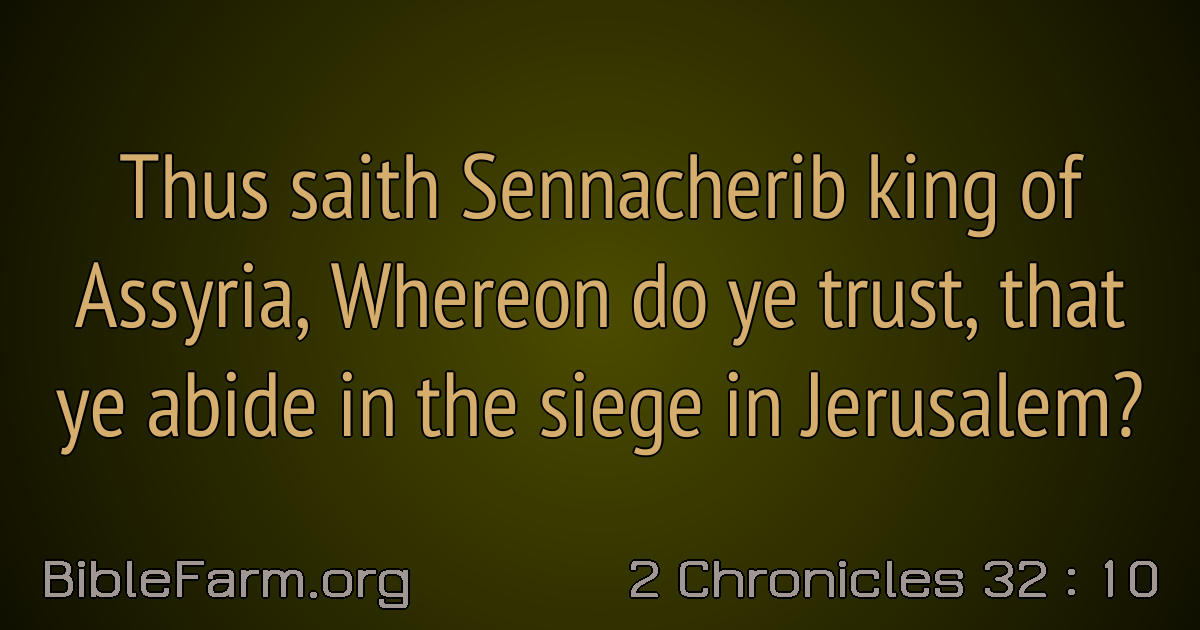 Thus saith Sennacherib king of
Assyria, Whereon do ye trust, that
ye abide in the siege in Jerusalem?
BibleFarm.org
2 Chronicles 32 : 10